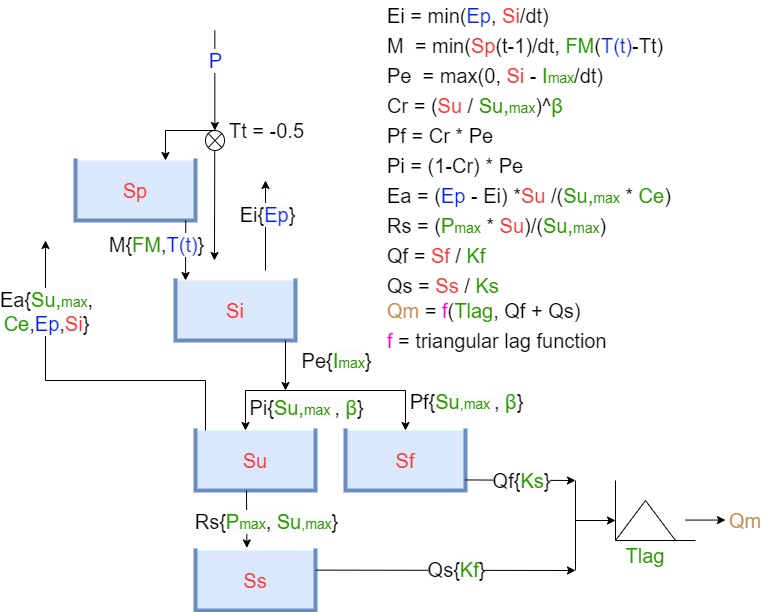 P
Tt = -0.5
Sp
Ei{Ep}
M{FM,T(t)}
Si
Ea{Su,max,
Ce,Ep,Si}
Pe{Imax}
Pi{Su,max , β}
Pf{Su,max , β}
Su
Sf
Qf{Ks}
Rs{Pmax, Su,max}
Ss
Qs{Kf}
Tlag
Qm
Ei = min(Ep, Si/dt)
M = min(Sp(t-1)/dt, FM(T(t)-Tt)
Pe = max(0, Si - Imax/dt)
Cr = (Su / Su,max)^β
Pf = Cr * Pe
Pi = (1-Cr) * Pe
Ea = (Ep - Ei) *Su /(Su,max * Ce)
Rs = (Pmax * Su)/(Su,max)
Qf = Sf / Kf
Qs = Ss / Ks
Qm = f(Tlag, Qf + Qs)
f = triangular lag function